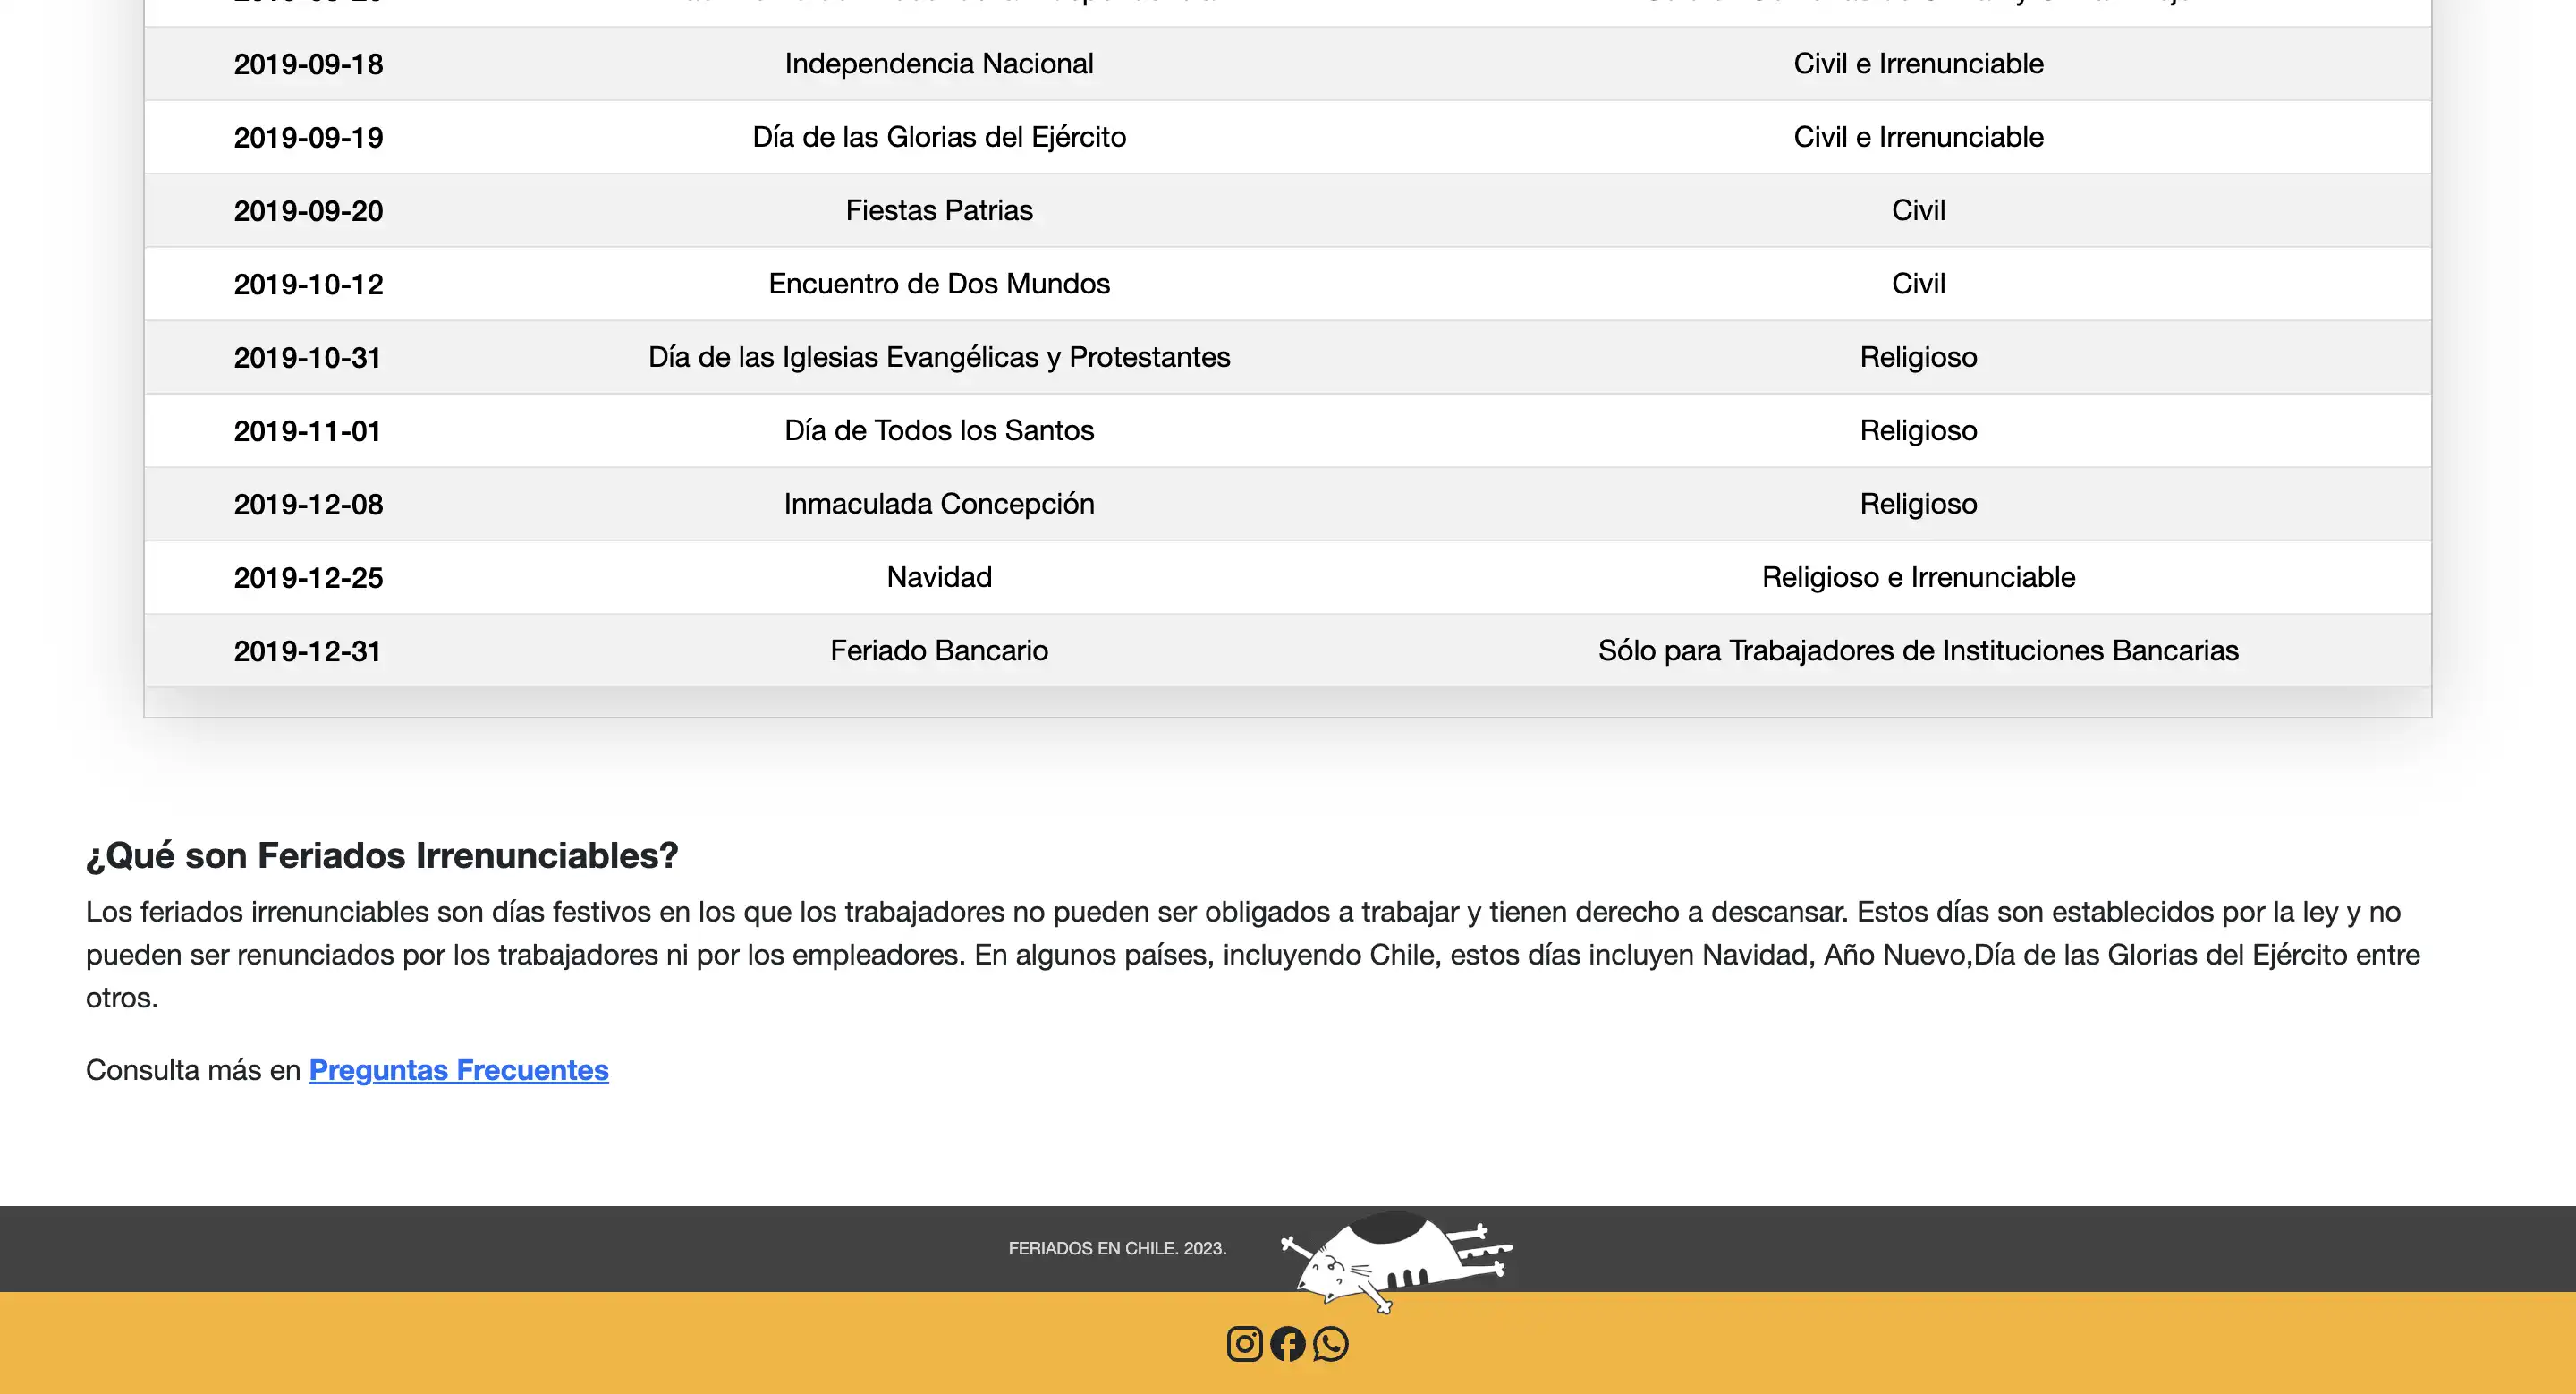 2019-09-18 Independencia Nacional Civil e Irrenunciable
2019-09-19 Día de las Glorias del Ejército Civil e Irrenunciable
2019-09-20 Fiestas Patrias Civil
2019-10-12 Encuentro de Dos Mundos Civil
2019-10-31 Día de las Iglesias Evangélicas y Protestantes Religioso
2019-11-01 Día de Todos los Santos Religioso
2019-12-08 Inmaculada Concepción Religioso
2019-12-25 Navidad Religioso e Irrenunciable
2019-12-31 Feriado Bancario Sólo para Trabajadores de Instituciones Bancarias
¿Qué son Feriados Irrenunciables?
Los feriados irrenunciables son días festivos en los que los trabajadores no pueden ser obligados a trabajar y tienen derecho a descansar. Estos días son establecidos por la ley y no
pueden ser renunciados por los trabajadores ni por los empleadores. En algunos países, incluyendo Chile, estos días incluyen Navidad, Año Nuevo,Día de las Glorias del Ejército entre
otros.
Consulta más en Preguntas Frecuentes
FERIADOS EN CHILE. 2023.